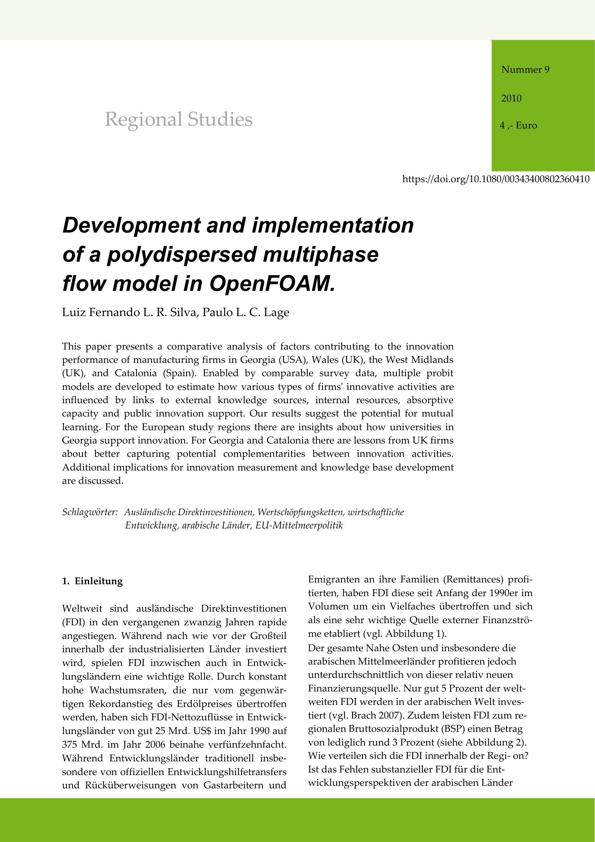 Nummer 9
2010
4 ,- Euro
Regional Studies
https://doi.org/10.1080/00343400802360410
Development and implementation
of a polydispersed multiphase
flow model in OpenFOAM.
Luiz Fernando L. R. Silva, Paulo L. C. Lage
This paper presents a comparative analysis of factors contributing to the innovation
performance of manufacturing firms in Georgia (USA), Wales (UK), the West Midlands
(UK), and Catalonia (Spain). Enabled by comparable survey data, multiple probit
models are developed to estimate how various types of firms' innovative activities are
influenced by links to external knowledge sources, internal resources, absorptive
capacity and public innovation support. Our results suggest the potential for mutual
learning. For the European study regions there are insights about how universities in
Georgia support innovation. For Georgia and Catalonia there are lessons from UK firms
about better capturing potential complementarities between innovation activities.
Additional implications for innovation measurement and knowledge base development
are discussed.
Schlagwörter: Ausländische Direktinvestitionen, Wertschöpfungsketten, wirtschaftliche
Entwicklung, arabische Länder, EU-Mittelmeerpolitik
1. Einleitung
Weltweit sind ausländische Direktinvestitionen
(FDI) in den vergangenen zwanzig Jahren rapide
angestiegen. Während nach wie vor der Großteil
innerhalb der industrialisierten Länder investiert
wird, spielen FDI inzwischen auch in Entwick-
lungsländern eine wichtige Rolle. Durch konstant
hohe Wachstumsraten, die nur vom gegenwär-
tigen Rekordanstieg des Erdölpreises übertroffen
werden, haben sich FDI-Nettozuflüsse in Entwick-
lungsländer von gut 25 Mrd. US$ im Jahr 1990 auf
375 Mrd. im Jahr 2006 beinahe verfünfzehnfacht.
Während Entwicklungsländer traditionell insbe-
sondere von offiziellen Entwicklungshilfetransfers
und Rücküberweisungen von Gastarbeitern und
Emigranten an ihre Familien (Remittances) profi-
tierten, haben FDI diese seit Anfang der 1990er im
Volumen um ein Vielfaches übertroffen und sich
als eine sehr wichtige Quelle externer Finanzströ-
me etabliert (vgl. Abbildung 1).
Der gesamte Nahe Osten und insbesondere die
arabischen Mittelmeerländer profitieren jedoch
unterdurchschnittlich von dieser relativ neuen
Finanzierungsquelle. Nur gut 5 Prozent der welt-
weiten FDI werden in der arabischen Welt inves-
tiert (vgl. Brach 2007). Zudem leisten FDI zum re-
gionalen Bruttosozialprodukt (BSP) einen Betrag
von lediglich rund 3 Prozent (siehe Abbildung 2).
Wie verteilen sich die FDI innerhalb der Regi- on?
Ist das Fehlen substanzieller FDI für die Ent-
wicklungsperspektiven der arabischen Länder